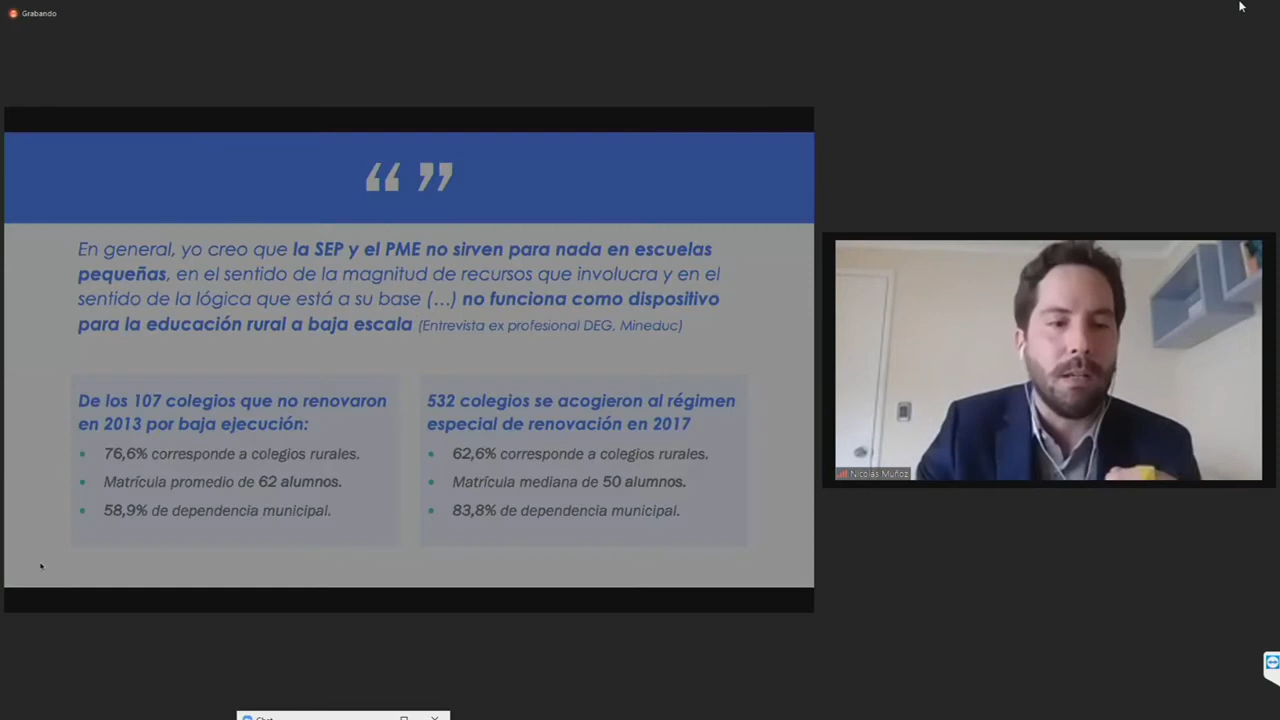 Grabando
“ ”
En general, yo creo que la SEP y el PME no sirven para nada en escuelas
pequeñas, en el sentido de la magnitud de recursos que involucra y en el
sentido de la lógica que está a su base (...) no funciona como dispositivo
para la educación rural a baja escala (Entrevista ex profesional DEG, Mineduc)
De los 107 colegios que no renovaron
en 2013 por baja ejecución:
• 76,6% corresponde a colegios rurales.
• Matrícula promedio de 62 alumnos.
• 58,9% de dependencia municipal.
532 colegios se acogieron al régimen
especial de renovación en 2017
• 62,6% corresponde a colegios rurales.
• Matrícula mediana de 50 alumnos.
• 83,8% de dependencia municipal.
Nicolás Muñoz